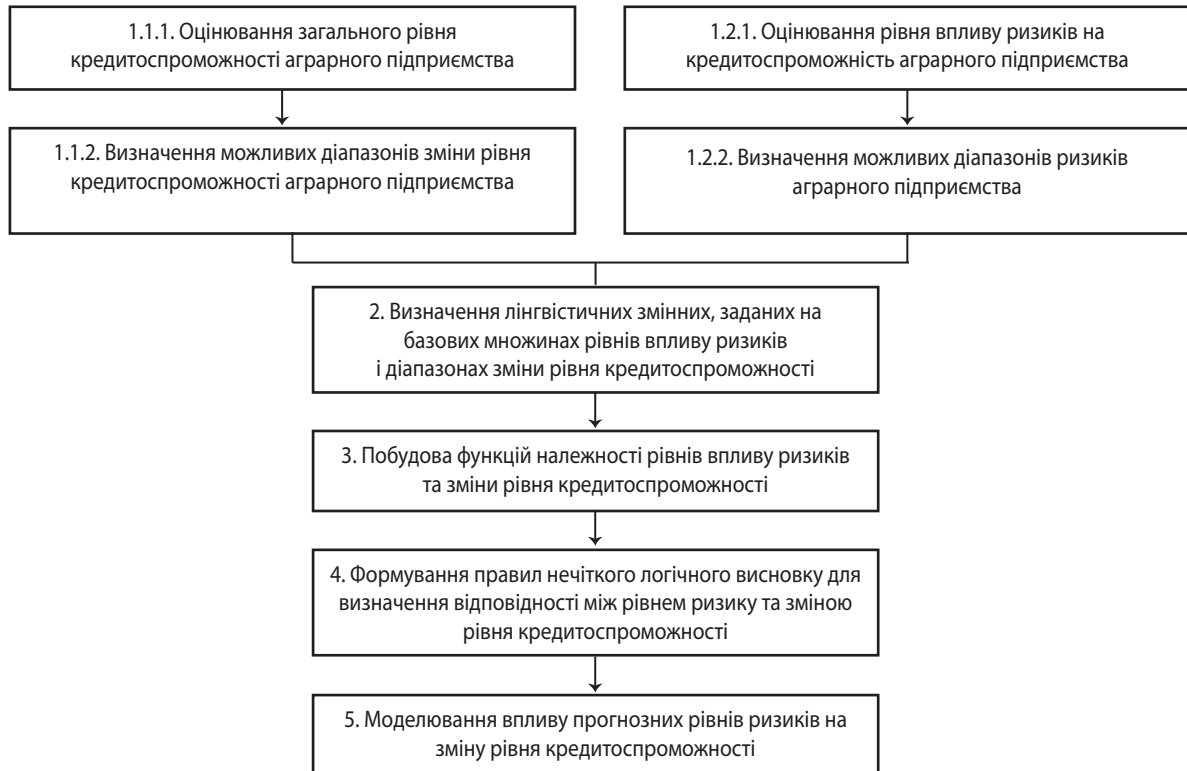 1.1.1. Оцінювання загального рівня
кредитоспроможності аграрного підприємства
1.2.1. Оцінювання рівня впливу ризиків на
кредитоспроможність аграрного підприємства
1.1.2. Визначення можливих діапазонів зміни рівня
кредитоспроможності аграрного підприємства
1.2.2. Визначення можливих діапазонів ризиків
аграрного підприємства
2. Визначення лінгвістичних змінних, заданих на
базових множинах рівнів впливу ризиків
і діапазонах зміни рівня кредитоспроможності
3. Побудова функцій належності рівнів впливу ризиків
та зміни рівня кредитоспроможності
4. Формування правил нечіткого логічного висновку для
визначення відповідності між рівнем ризику та зміною
рівня кредитоспроможності
5. Моделювання впливу прогнозних рівнів ризиків на
зміну рівня кредитоспроможності